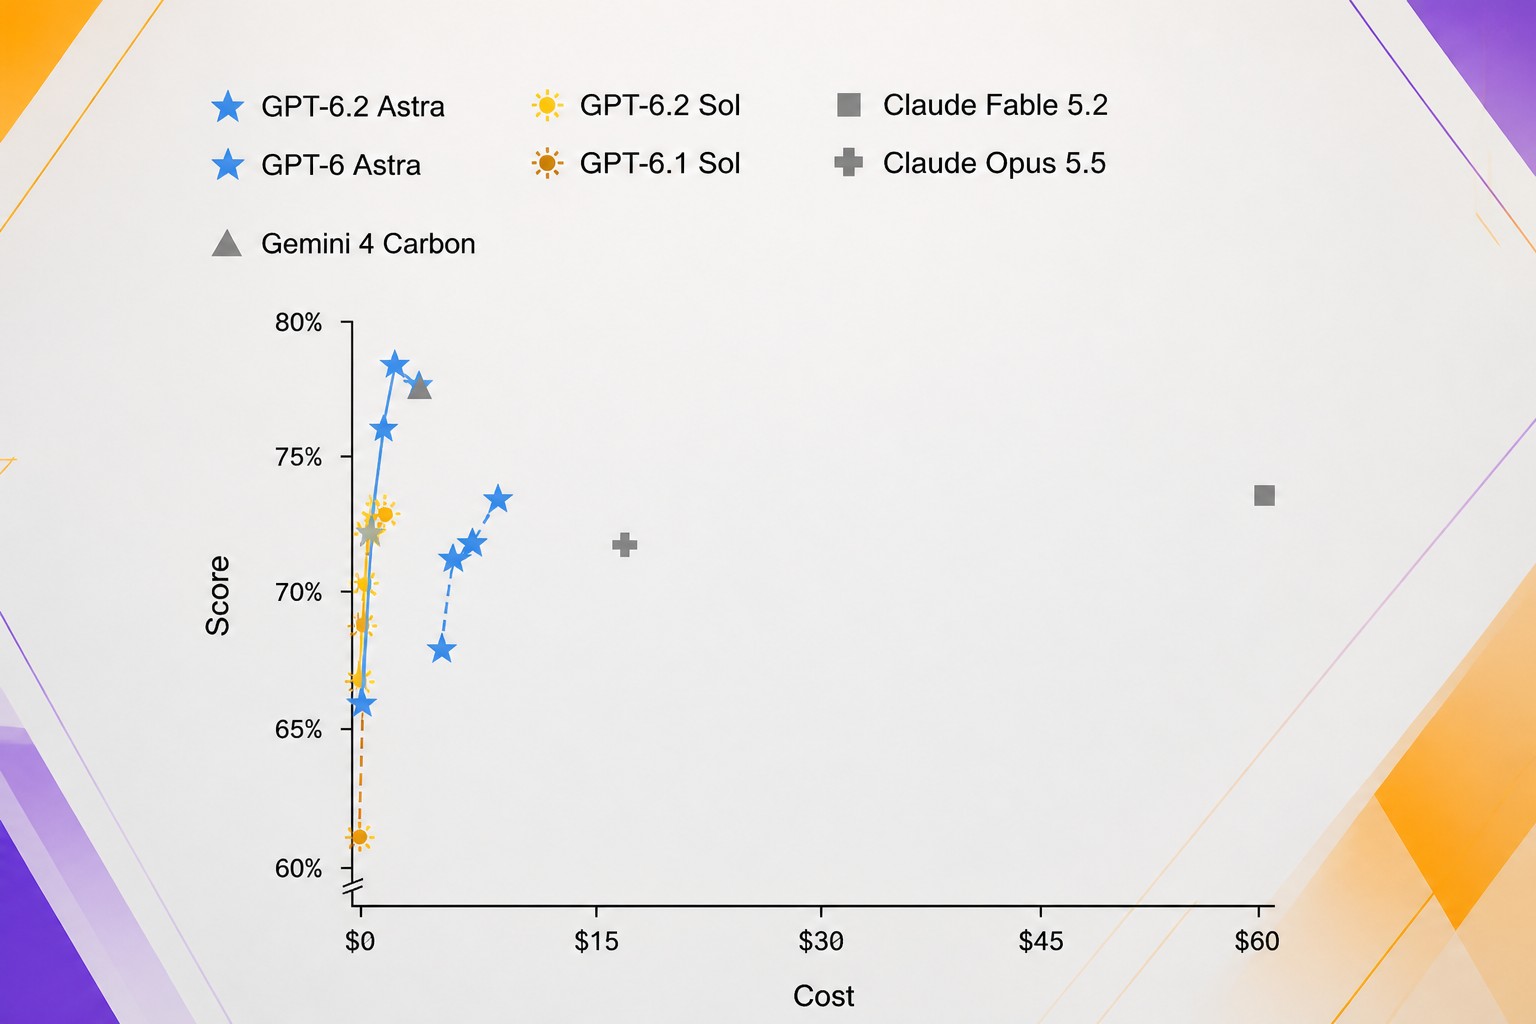 GPT-6.2 Astra
GPT-6.2 Sol
Claude Fable 5.2
GPT-6 Astra
GPT-6.1 Sol
Claude Opus 5.5
Gemini 4 Carbon
80%
75%
70%
65%
60%
Score
$0
$15
$30
$45
$60
Cost